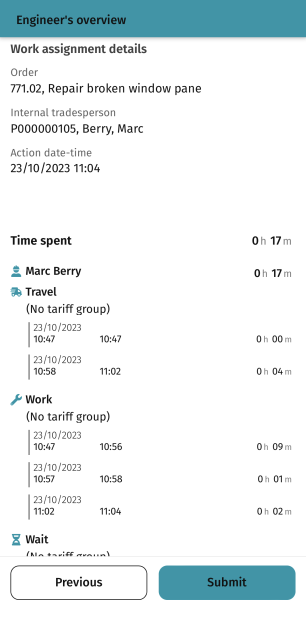 Engineer's overview
Work assignment details
Order
771.02, Repair broken window pane
Internal tradesperson
P000000105, Berry, Marc
Action date-time
23/10/2023 11:04
Time spent 0 h 17 m
Marc Berry 0 h 17 m
Travel
(No tariff group)
23/10/2023
10:47 10:47 0 h 00 m
23/10/2023
10:58 11:02 0 h 04 m
Work
(No tariff group)
23/10/2023
10:47 10:56 0 h 09 m
23/10/2023
10:57 10:58 0 h 01 m
23/10/2023
11:02 11:04 0 h 02 m
Wait
(No tariff group)
Previous Submit